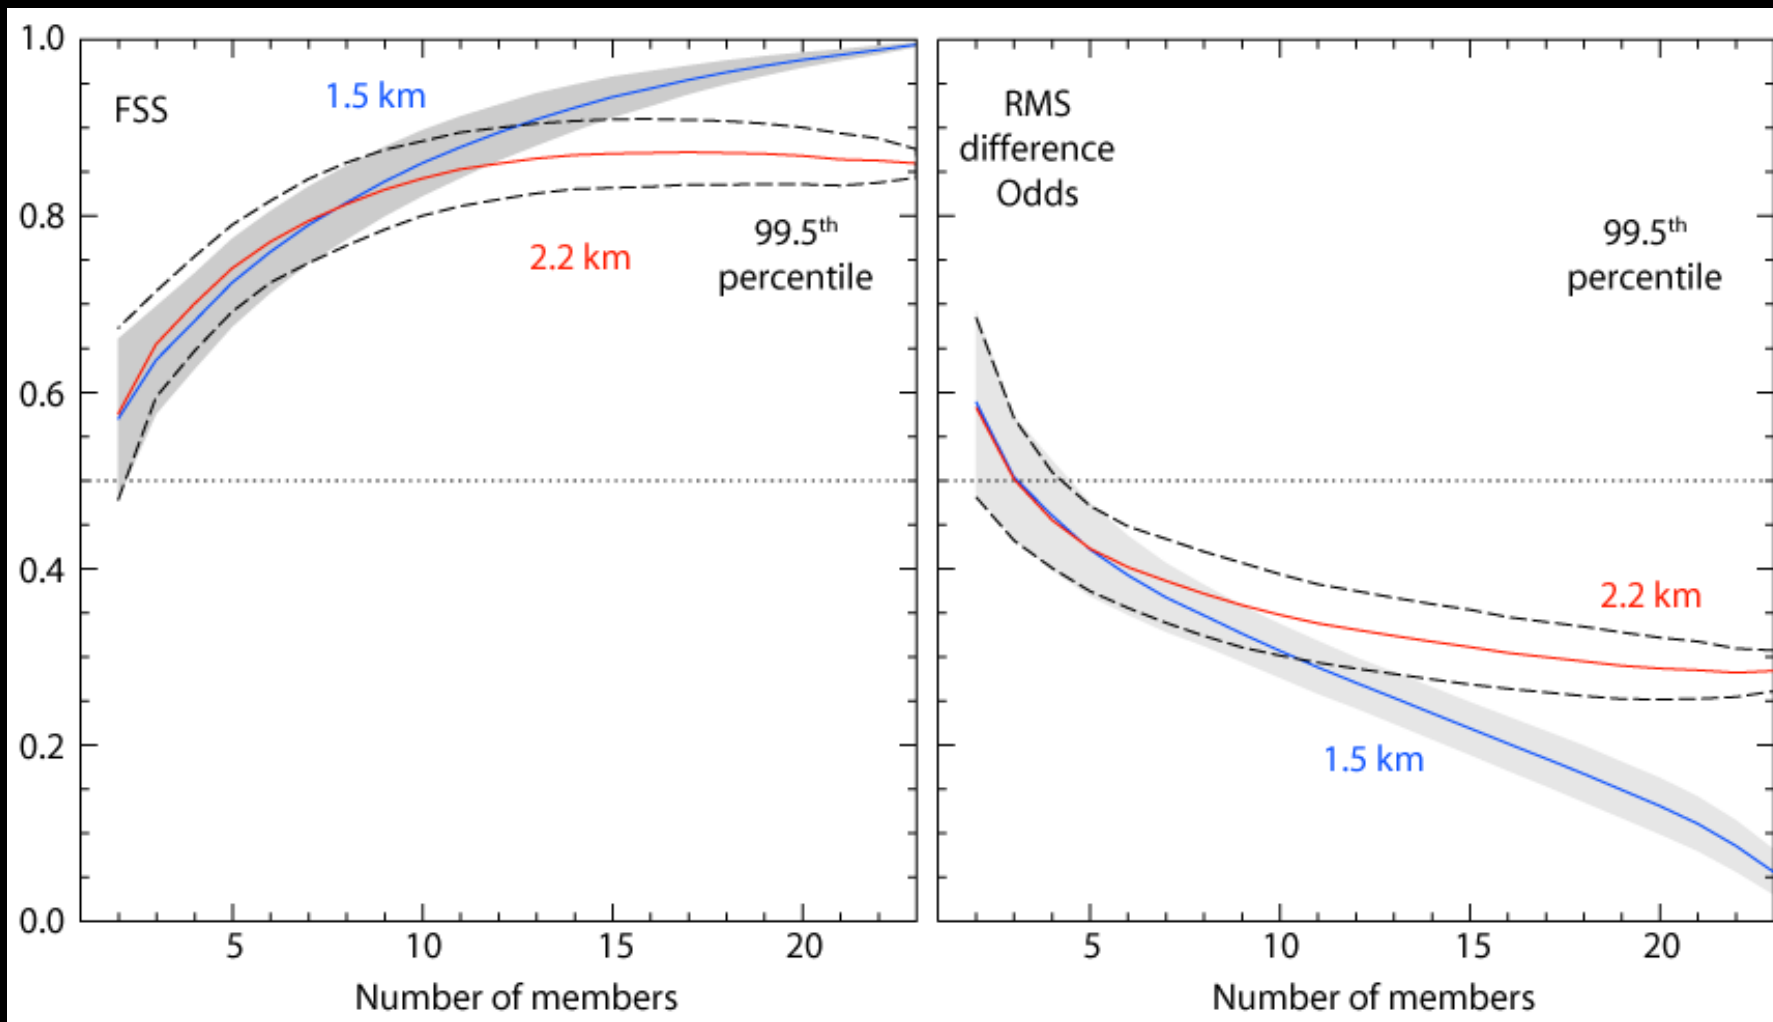 1.0
0.8
0.6
0.4
0.2
0.0
FSS
1.5 km
2.2 km
99.5th
percentile
5
10
15
20
Number of members
RMS
difference
Odds
99.5th
percentile
2.2 km
1.5 km
5
10
15
20
Number of members